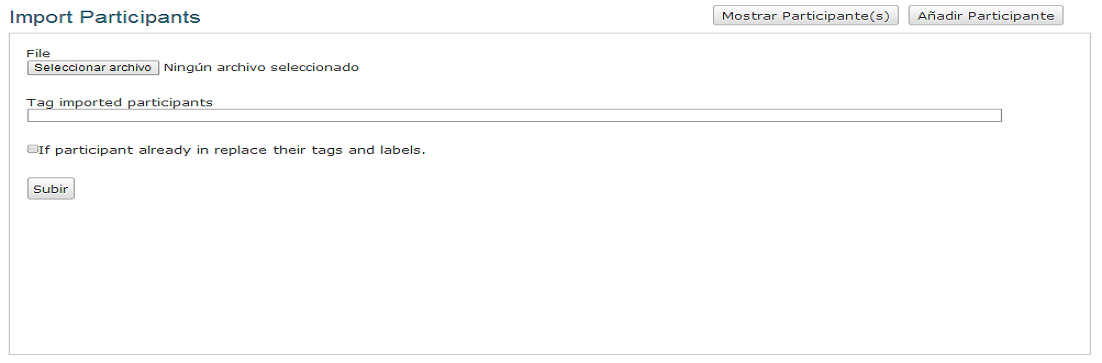 Import Participants
Mostrar Participante(s)
Añadir Participante
File
Seleccionar archivo Ningún archivo seleccionado
Tag imported participants
If participant already in replace their tags and labels.
Subir